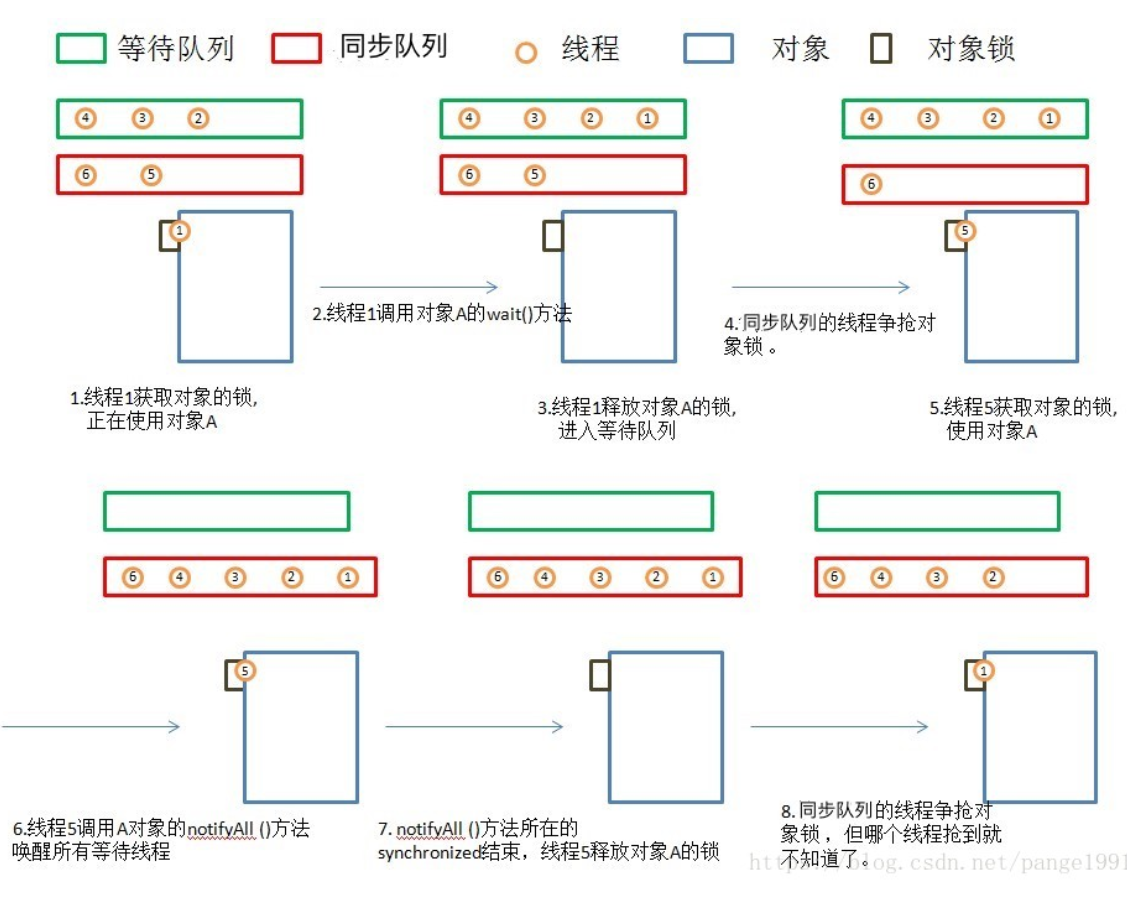 等待队列 同步队列 线程 对象 对象锁
4 3 2
4 3 2 1
4 3 2 1
6 5
6 5
6
1
5
2.线程1调用对象A的wait()方法
4.同步队列的线程争抢对
象锁 。
1.线程1获取对象的锁,
正在使用对象A
3.线程1释放对象A的锁,
进入等待队列
5.线程5获取对象的锁,
使用对象A
6 4 3 2 1
6 4 3 2 1
6 4 3 2
5
1
6.线程5调用A对象的notifyAll ()方法
唤醒所有等待线程
7. notifyAll ()方法所在的
synchronized结束，线程5释放对象A的锁
8.同步队列的线程争抢对
象锁 ，但哪个线程抢到就
不知道了。
https://blog.csdn.net/pange1991